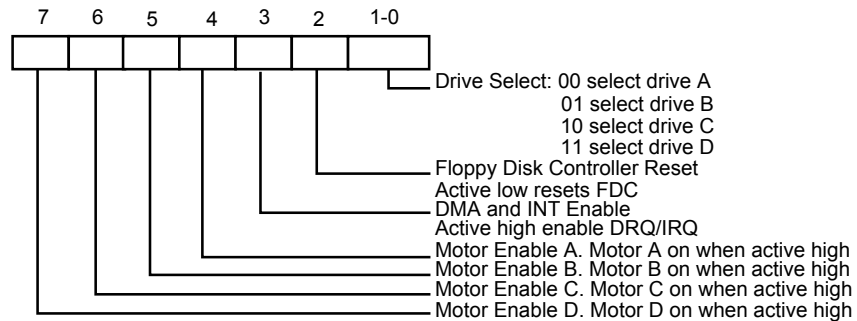 7 6 5 4 3 2 1-0
Drive Select: 00 select drive A
01 select drive B
10 select drive C
11 select drive D
Floppy Disk Controller Reset
Active low resets FDC
DMA and INT Enable
Active high enable DRQ/IRQ
Motor Enable A. Motor A on when active high
Motor Enable B. Motor B on when active high
Motor Enable C. Motor C on when active high
Motor Enable D. Motor D on when active high